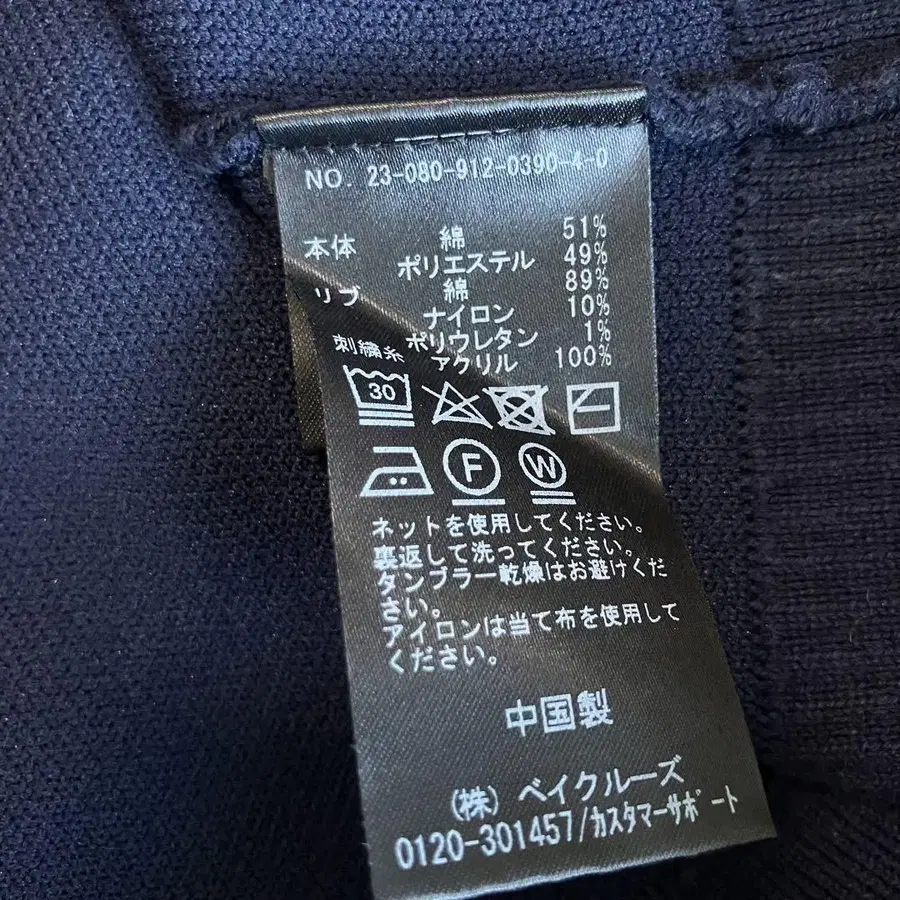 NO. 23-080-912-0390-4-0
本体 綿 51%
ポリエステル 49%
リブ 綿 89%
ナイロン 10%
ポリウレタン 1%
刺繍糸 アクリル 100%
30
F W
ネットを使用してください。
裏返して洗ってください。
タンブラー乾燥はお避けくだ
さい。
アイロンは当て布を使用して
ください。
中国製
(株) ベイクルーズ
0120-301457/カスタマーサポート